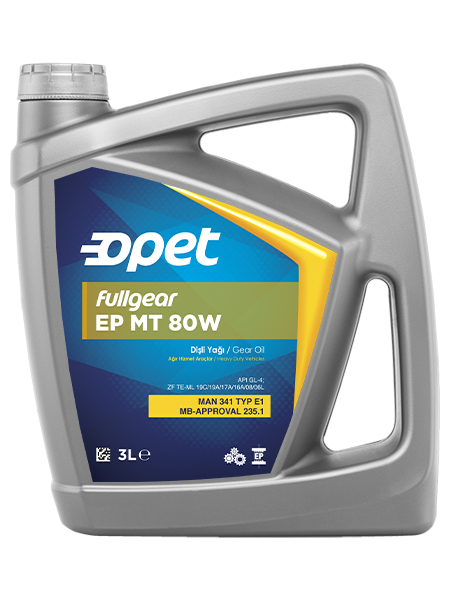 opet
fullgear
EP MT 80W
Dişli Yağı / Gear Oil
Ağır Hizmet Araçlar / Heavy Duty Vehicles
API GL-4;
ZF TE-ML 19C/19A/17A/16A/08/06L
MAN 341 TYP E1
MB-APPROVAL 235.1
3L e
EP